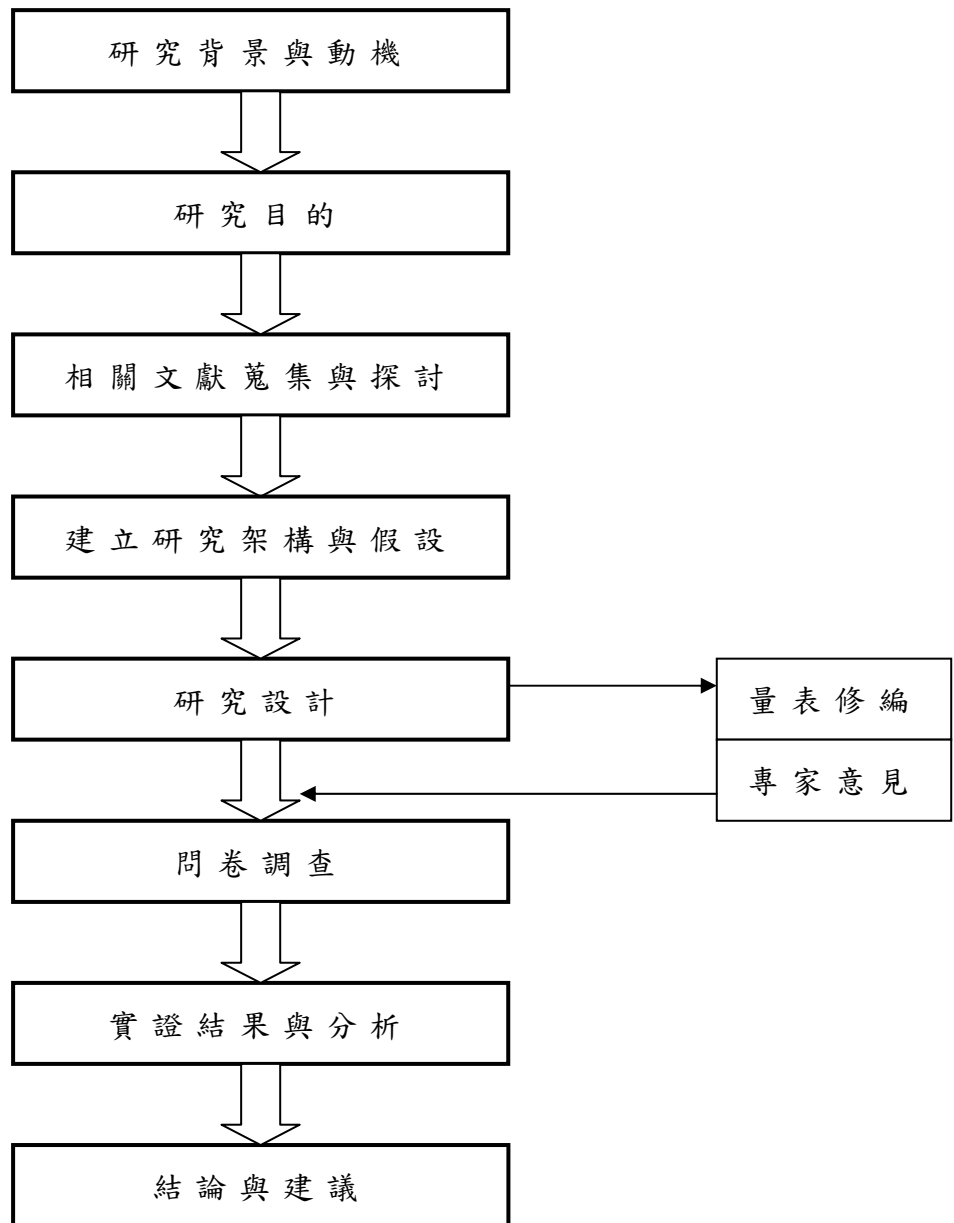 研究背景與動機
研究目的
相關文獻蒐集與探討
建立研究架構與假設
研究設計
量表修編
專家意見
問卷調查
實證結果與分析
結論與建議